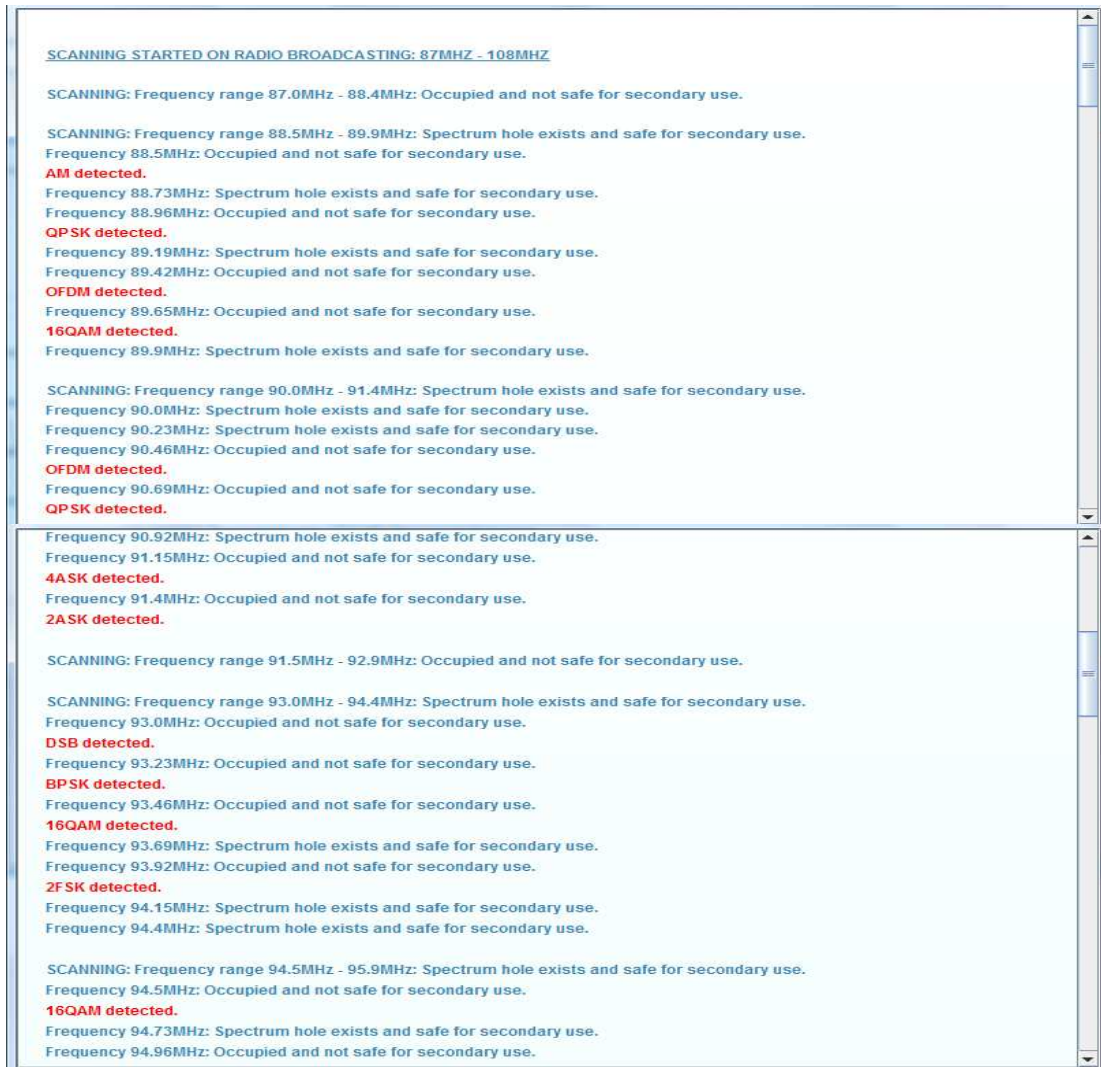 SCANNING STARTED ON RADIO BROADCASTING: 87MHZ - 108MHZ
SCANNING: Frequency range 87.0MHz - 88.4MHz: Occupied and not safe for secondary use.
SCANNING: Frequency range 88.5MHz - 89.9MHz: Spectrum hole exists and safe for secondary use.
Frequency 88.5MHz: Occupied and not safe for secondary use.
AM detected.
Frequency 88.73MHz: Spectrum hole exists and safe for secondary use.
Frequency 88.96MHz: Occupied and not safe for secondary use.
QPSK detected.
Frequency 89.19MHz: Spectrum hole exists and safe for secondary use.
Frequency 89.42MHz: Occupied and not safe for secondary use.
OFDM detected.
Frequency 89.65MHz: Occupied and not safe for secondary use.
16QAM detected.
Frequency 89.9MHz: Spectrum hole exists and safe for secondary use.
SCANNING: Frequency range 90.0MHz - 91.4MHz: Spectrum hole exists and safe for secondary use.
Frequency 90.0MHz: Spectrum hole exists and safe for secondary use.
Frequency 90.23MHz: Spectrum hole exists and safe for secondary use.
Frequency 90.46MHz: Occupied and not safe for secondary use.
OFDM detected.
Frequency 90.69MHz: Occupied and not safe for secondary use.
QPSK detected.
Frequency 90.92MHz: Spectrum hole exists and safe for secondary use.
Frequency 91.15MHz: Occupied and not safe for secondary use.
4ASK detected.
Frequency 91.4MHz: Occupied and not safe for secondary use.
2ASK detected.
SCANNING: Frequency range 91.5MHz - 92.9MHz: Occupied and not safe for secondary use.
SCANNING: Frequency range 93.0MHz - 94.4MHz: Spectrum hole exists and safe for secondary use.
Frequency 93.0MHz: Occupied and not safe for secondary use.
DSB detected.
Frequency 93.23MHz: Occupied and not safe for secondary use.
BPSK detected.
Frequency 93.46MHz: Occupied and not safe for secondary use.
16QAM detected.
Frequency 93.69MHz: Spectrum hole exists and safe for secondary use.
Frequency 93.92MHz: Occupied and not safe for secondary use.
2FSK detected.
Frequency 94.15MHz: Spectrum hole exists and safe for secondary use.
Frequency 94.4MHz: Spectrum hole exists and safe for secondary use.
SCANNING: Frequency range 94.5MHz - 95.9MHz: Spectrum hole exists and safe for secondary use.
Frequency 94.5MHz: Occupied and not safe for secondary use.
16QAM detected.
Frequency 94.73MHz: Spectrum hole exists and safe for secondary use.
Frequency 94.96MHz: Occupied and not safe for secondary use.